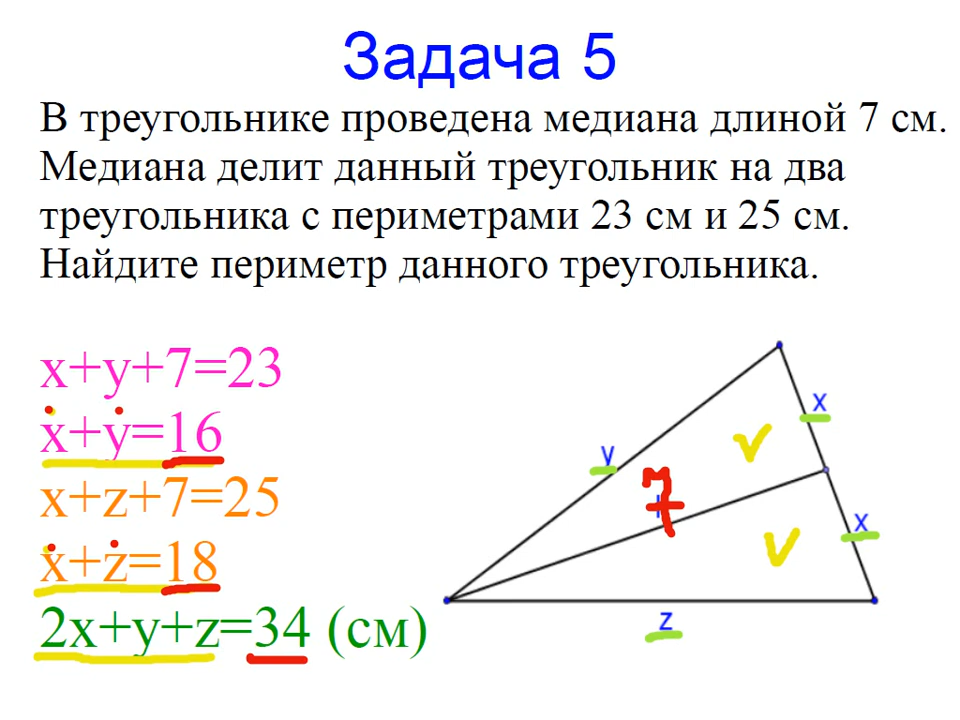 Задача 5
В треугольнике проведена медиана длиной 7 см.
Медиана делит данный треугольник на два
треугольника с периметрами 23 см и 25 см.
Найдите периметр данного треугольника.
x+y+7=23
x+y=16
x+z+7=25
x+z=18
2x+y+z=34 (см)
x
y
7
x
z